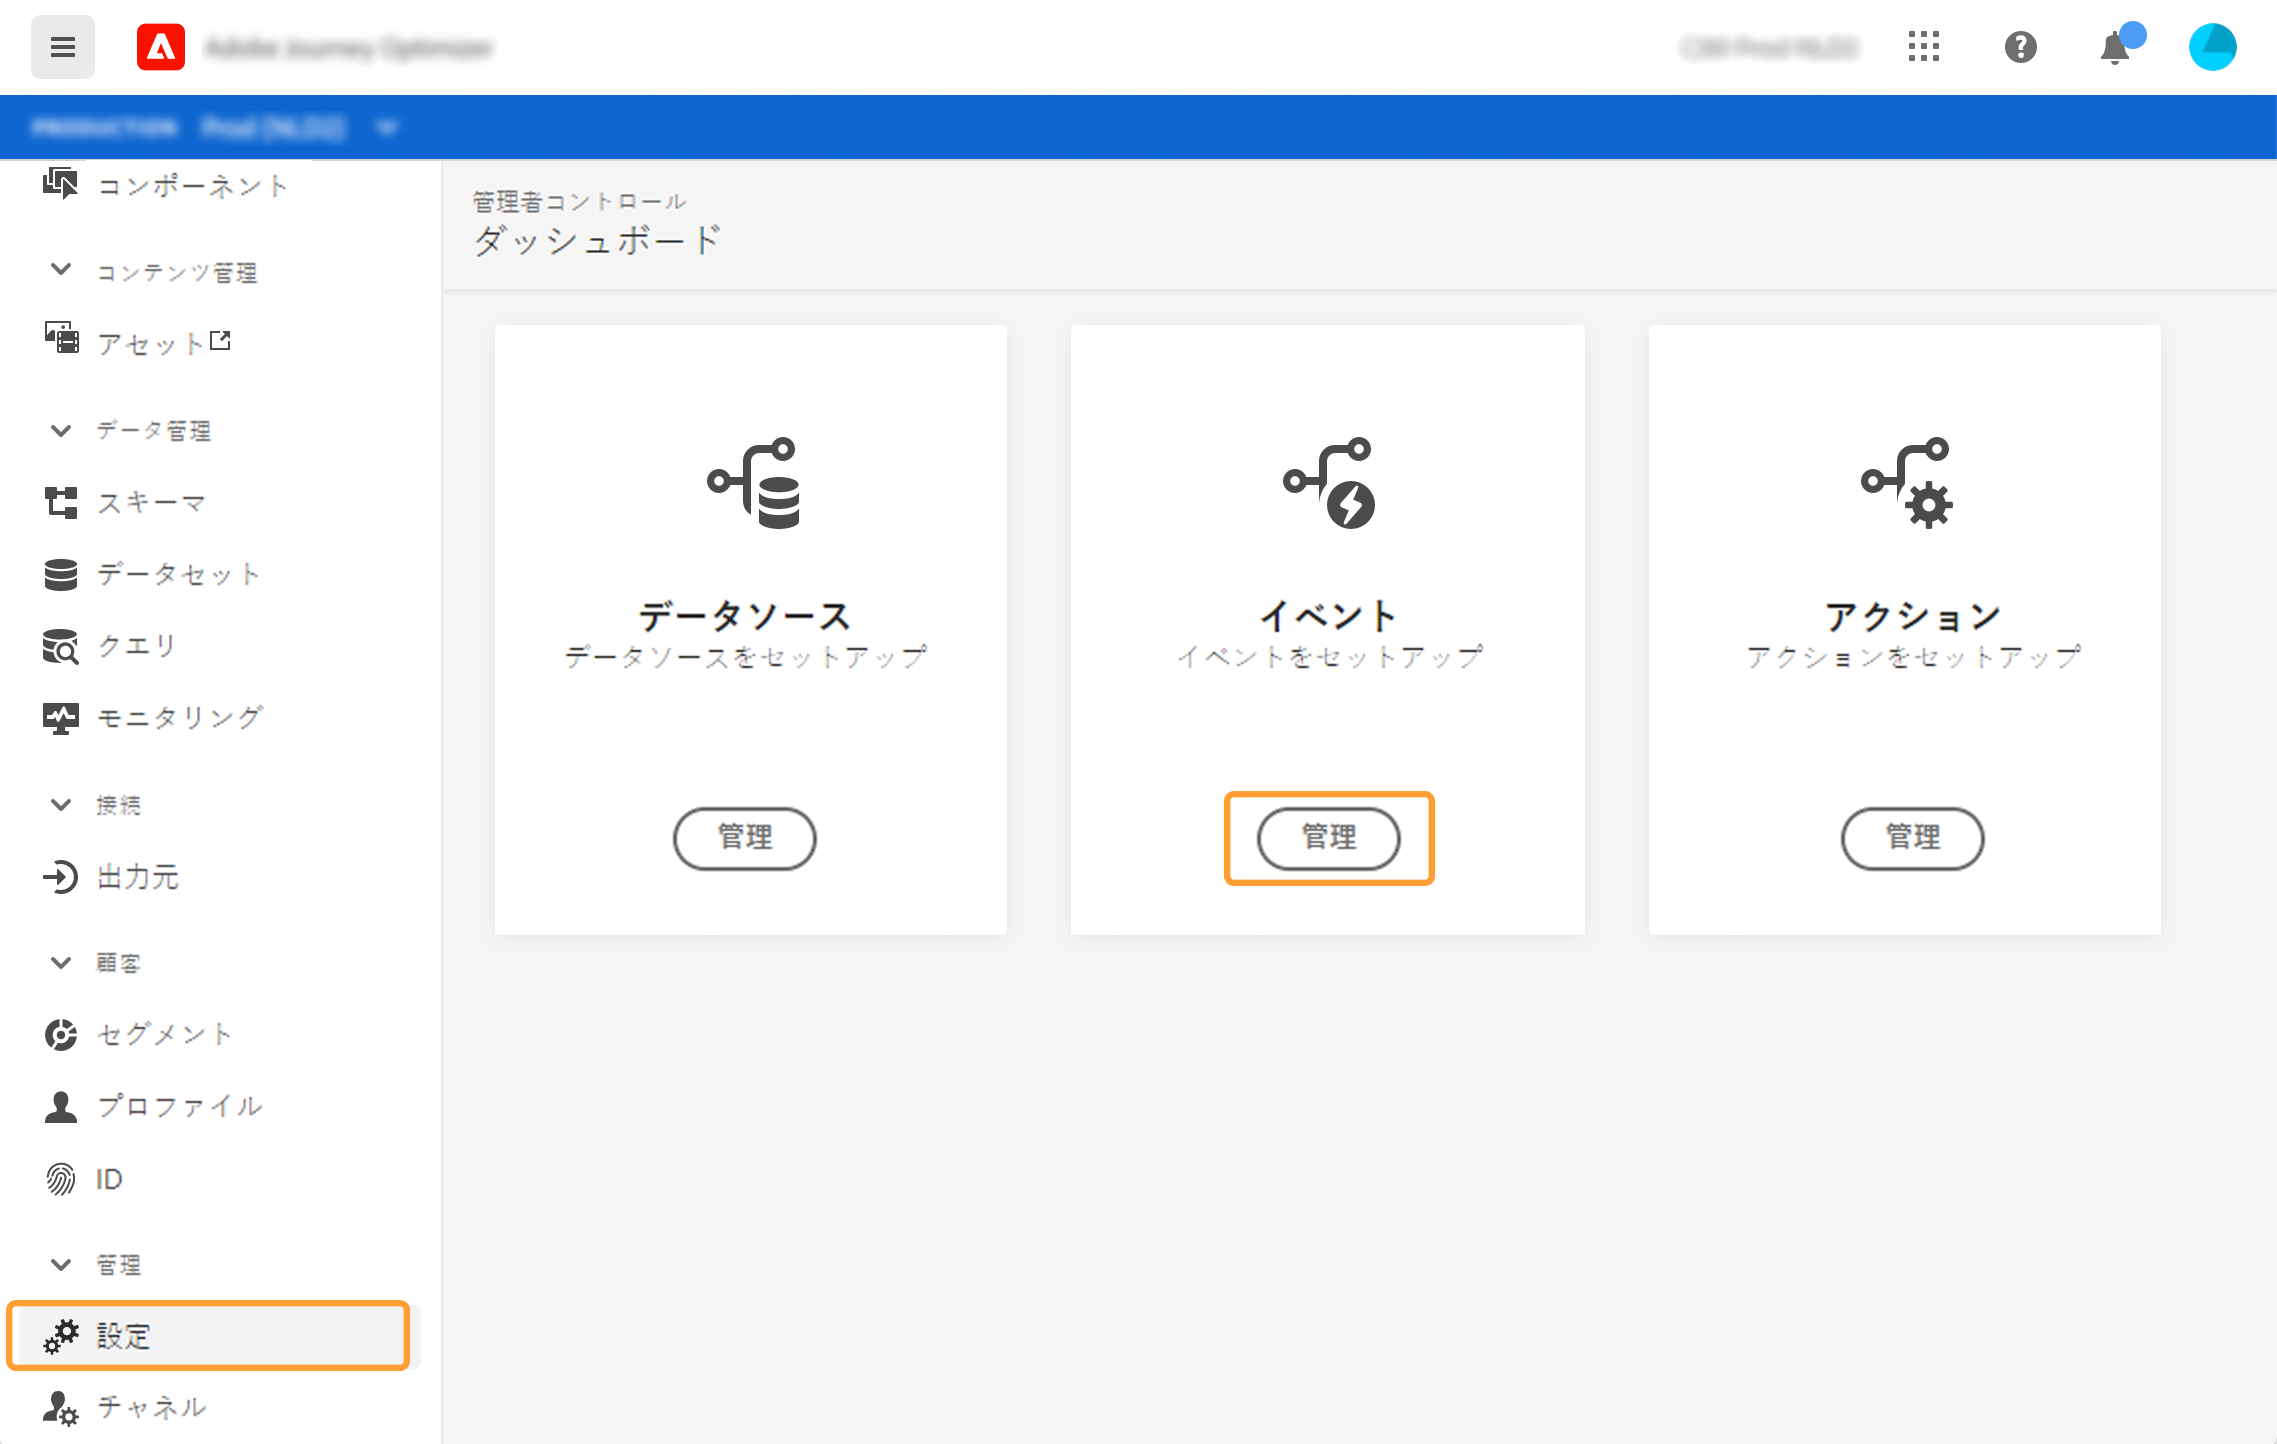 Adobe Journey Optimizer
PRODUCTION Prod (NLD2)
コンポーネント
コンテンツ管理
アセット
データ管理
スキーマ
データセット
クエリ
モニタリング
接続
出力元
顧客
セグメント
プロファイル
ID
管理
設定
チャネル
管理者コントロール
ダッシュボード
データソース
データソースをセットアップ
管理
イベント
イベントをセットアップ
管理
アクション
アクションをセットアップ
管理